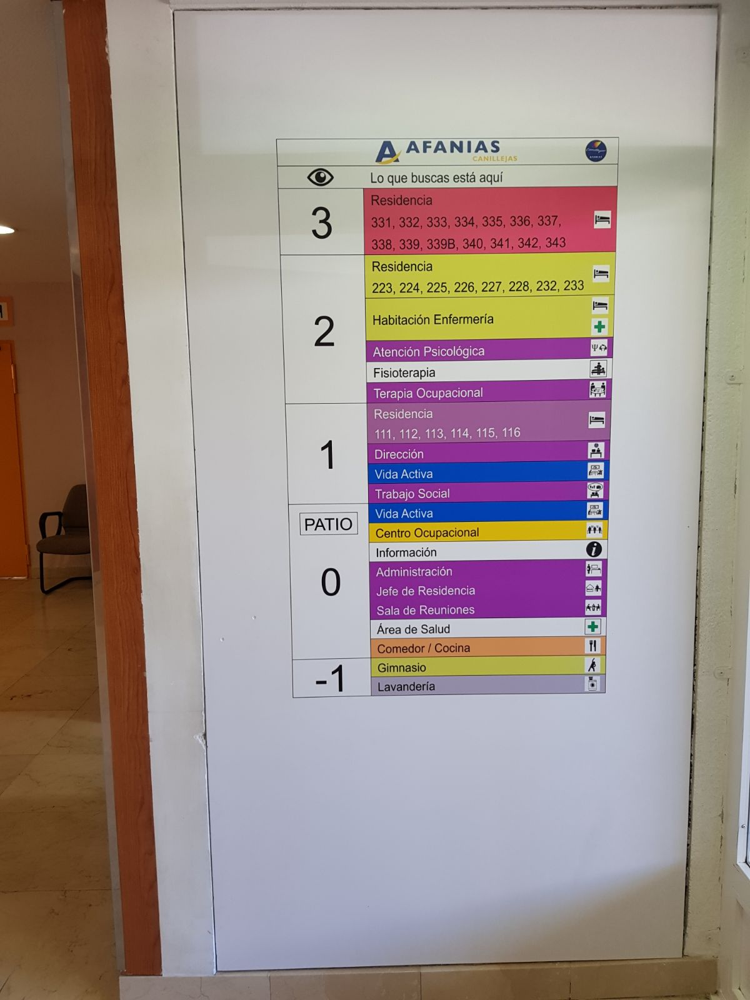 AFANIAS
CANILLEJAS
Canillejas
AFANIAS
Lo que buscas está aquí
3
Residencia
331, 332, 333, 334, 335, 336, 337,
338, 339, 339B, 340, 341, 342, 343
2
Residencia
223, 224, 225, 226, 227, 228, 232, 233
Habitación Enfermería
Atención Psicológica
Fisioterapia
Terapia Ocupacional
1
Residencia
111, 112, 113, 114, 115, 116
Dirección
Vida Activa
Trabajo Social
PATIO
0
Vida Activa
Centro Ocupacional
Información
Administración
Jefe de Residencia
Sala de Reuniones
Área de Salud
Comedor / Cocina
-1
Gimnasio
Lavandería